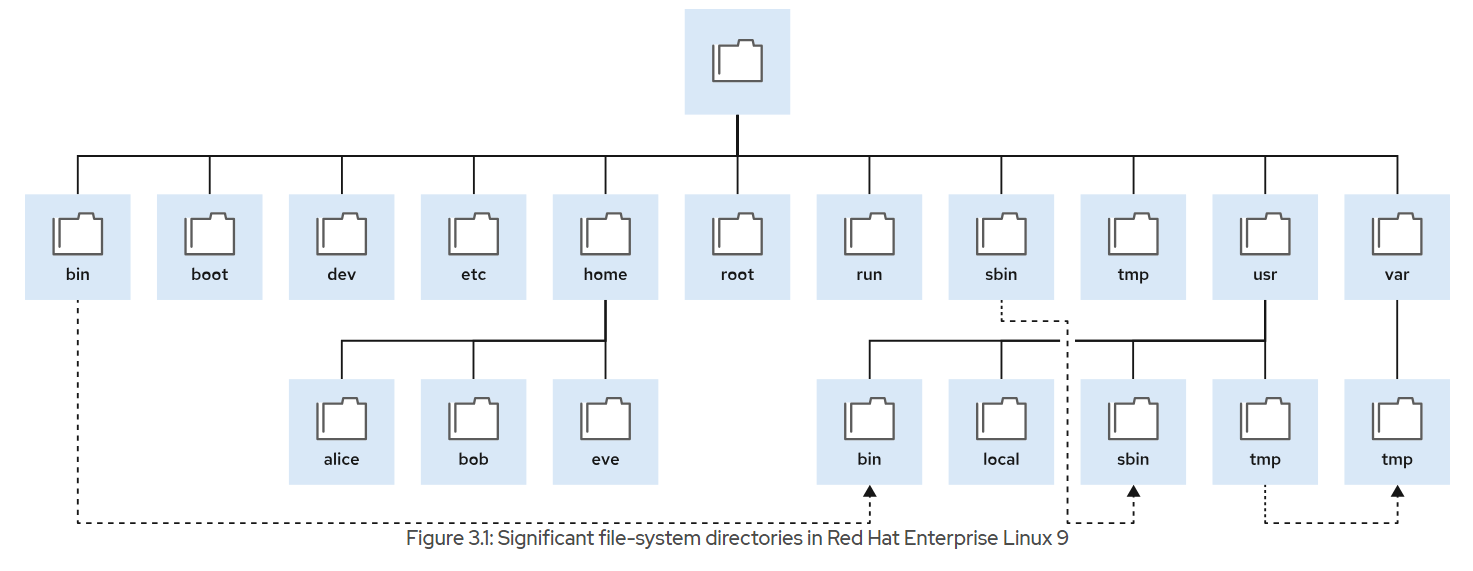 bin
boot
dev
etc
home
root
run
sbin
tmp
usr
var
alice
bob
eve
bin
local
sbin
tmp
tmp
Figure 3.1: Significant file-system directories in Red Hat Enterprise Linux 9